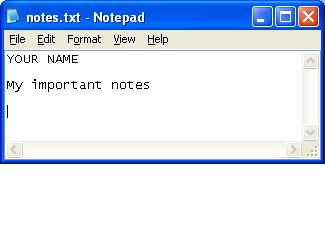 notes.txt - Notepad
File Edit Format View Help
YOUR NAME
My important notes